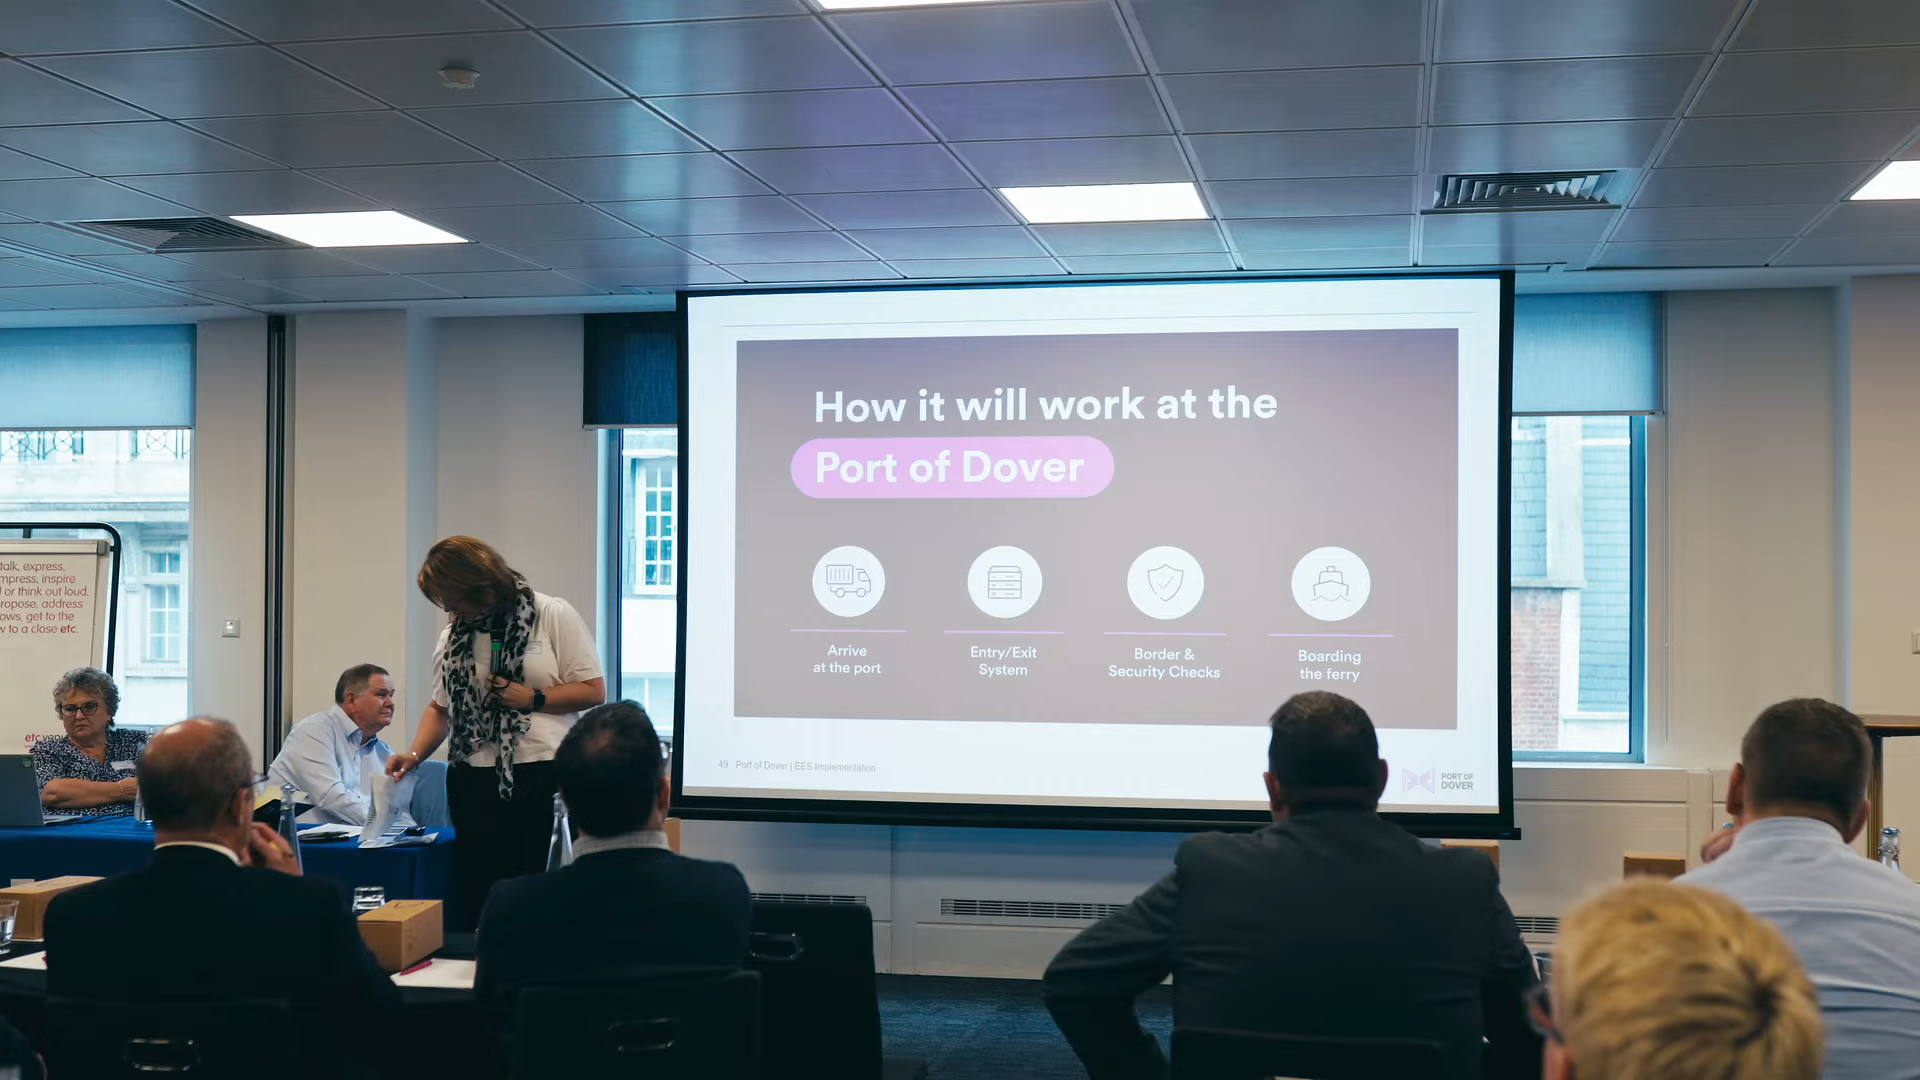 How it will work at the
Port of Dover
Arrive
at the port
Entry/Exit
System
Border &
Security Checks
Boarding
the ferry
49 Port of Dover | EES Implementation
PORT OF
DOVER
talk, express,
mpress, inspire
or think out loud.
ropose, address
ows, get to the
to a close etc.
etc